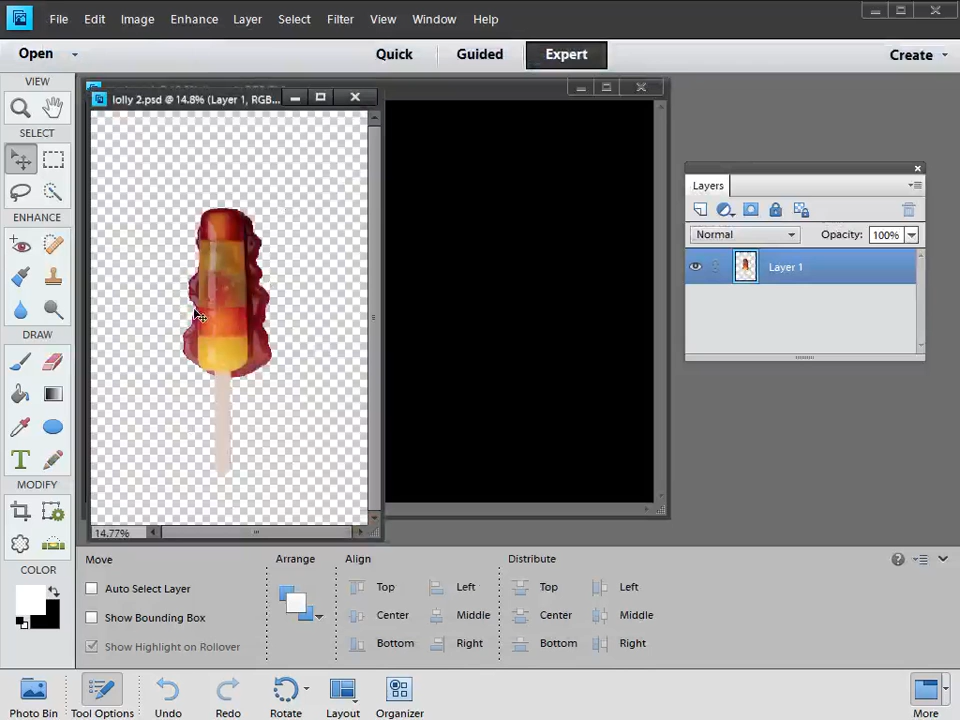 File Edit Image Enhance Layer Select Filter View Window Help
Open Quick Guided Expert Create
VIEW
SELECT
ENHANCE
DRAW
MODIFY
COLOR
lolly 2.psd @ 14.8% (Layer 1, RGB...
14.77%
Layers
Normal Opacity: 100%
Layer 1
Move Arrange Align Distribute
Auto Select Layer Top Left Top Left
Show Bounding Box Center Middle Center Middle
Show Highlight on Rollover Bottom Right Bottom Right
Photo Bin Tool Options Undo Redo Rotate Layout Organizer More